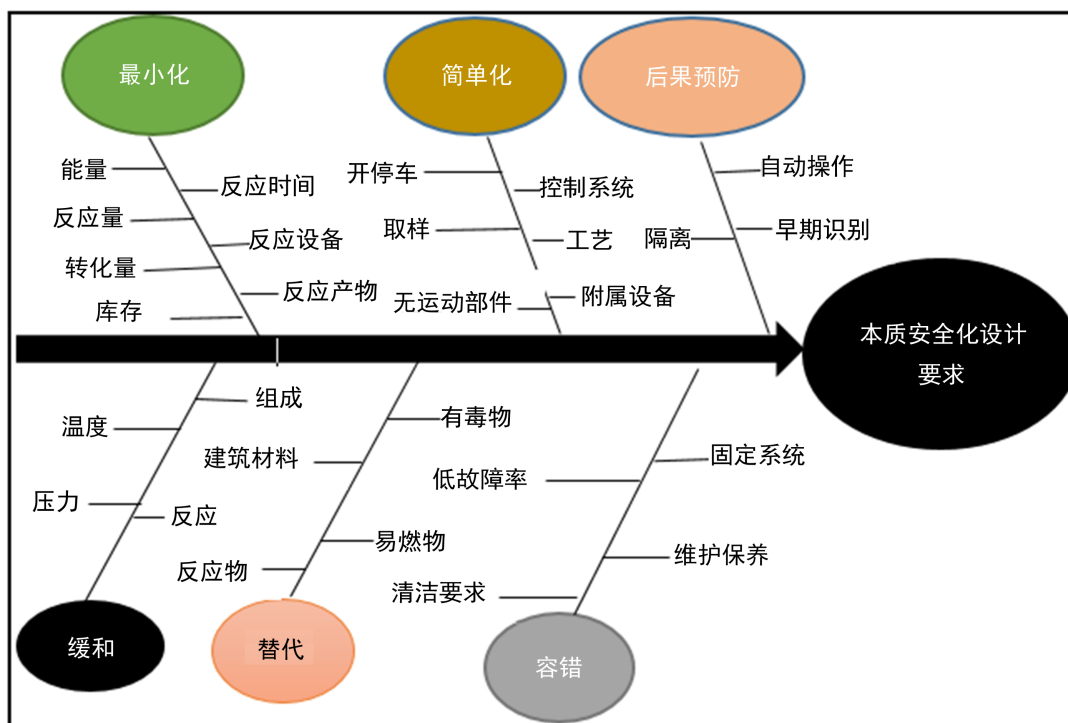 最小化
简单化
后果预防
能量
反应时间
反应量
反应设备
转化量
反应产物
库存
开停车
控制系统
取样
工艺
无运动部件
附属设备
自动操作
早期识别
隔离
本质安全化设计
要求
组成
温度
压力
反应
有毒物
建筑材料
易燃物
反应物
低故障率
固定系统
维护保养
清洁要求
缓和
替代
容错